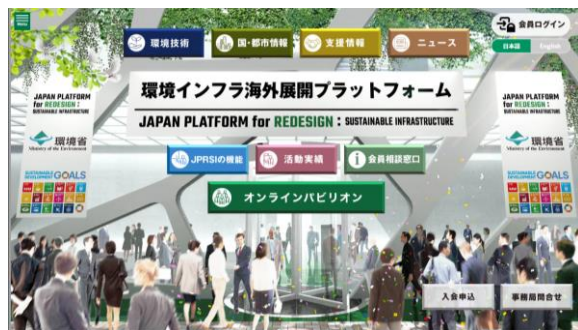 Menu
環境技術
国・都市情報
支援情報
ニュース
会員ログイン
日本語
English
環境インフラ海外展開プラットフォーム
JAPAN PLATFORM for REDESIGN : SUSTAINABLE INFRASTRUCTURE
JAPAN PLATFORM
for REDESIGN :
SUSTAINABLE INFRASTRUCTURE
環境省
Ministry of the Environment
SUSTAINABLE DEVELOPMENT GOALS
JAPAN PLATFORM
for REDESIGN :
SUSTAINABLE INFRASTRUCTURE
環境省
Ministry of the Environment
SUSTAINABLE DEVELOPMENT GOALS
JPRSIの機能
活動実績
会員相談窓口
オンラインパビリオン
入会申込
事務局問合せ